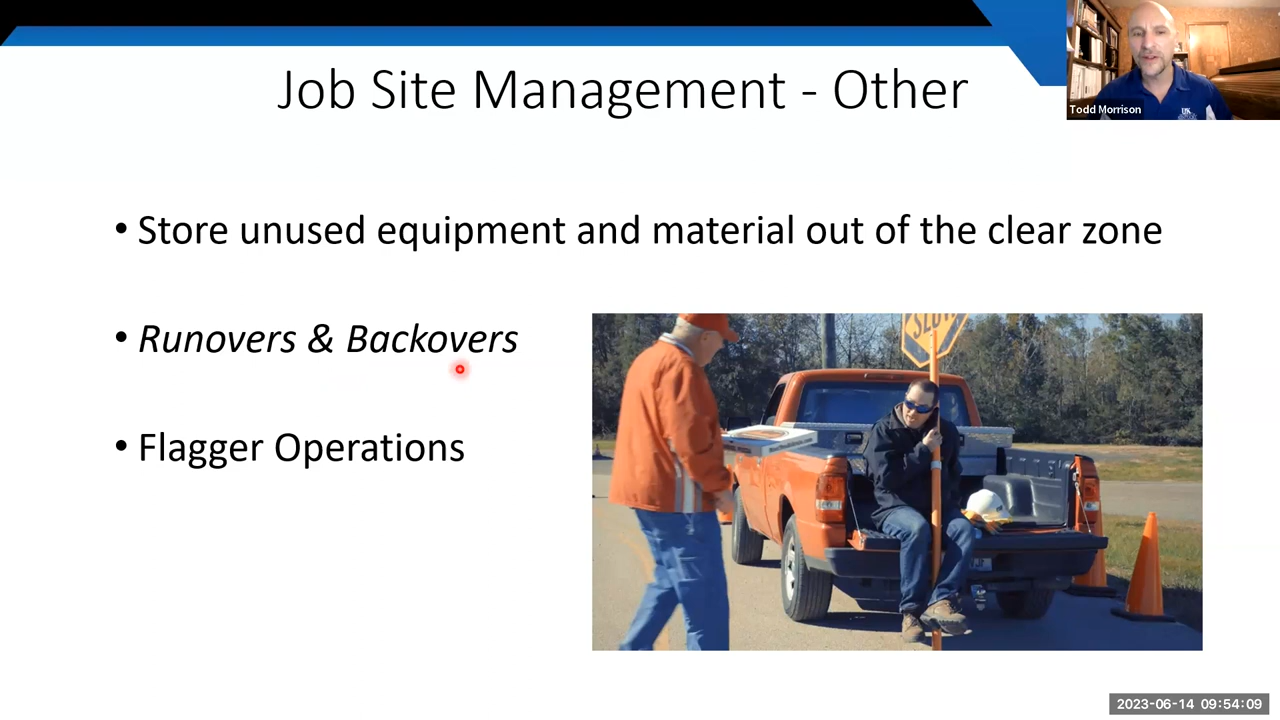 Job Site Management - Other
Todd Morrison
• Store unused equipment and material out of the clear zone
• Runovers & Backovers
SLOW
• Flagger Operations
2023-06-14 09:54:09